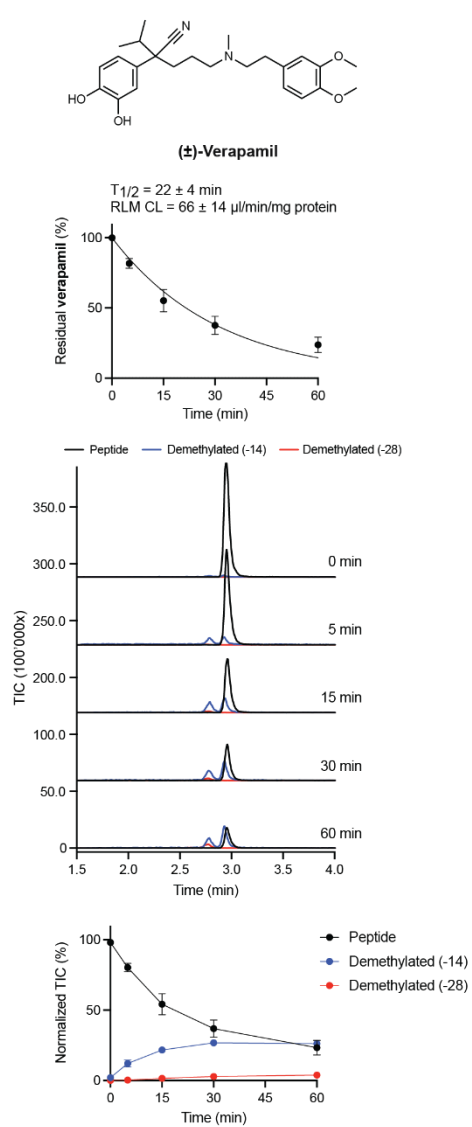 N
N
O
O
HO
OH
(±)-Verapamil
T1/2 = 22 ± 4 min
RLM CL = 66 ± 14 µl/min/mg protein
Residual verapamil (%)
100
50
0
0 15 30 45 60
Time (min)
Peptide Demethylated (-14) Demethylated (-28)
TIC (100'000x)
350.0
300.0
250.0
200.0
100.0
50.0
0
0 min
5 min
15 min
30 min
60 min
1.5 2.0 2.5 3.0 3.5 4.0
Time (min)
Normalized TIC (%)
100
50
0
0 15 30 45 60
Time (min)
Peptide
Demethylated (-14)
Demethylated (-28)